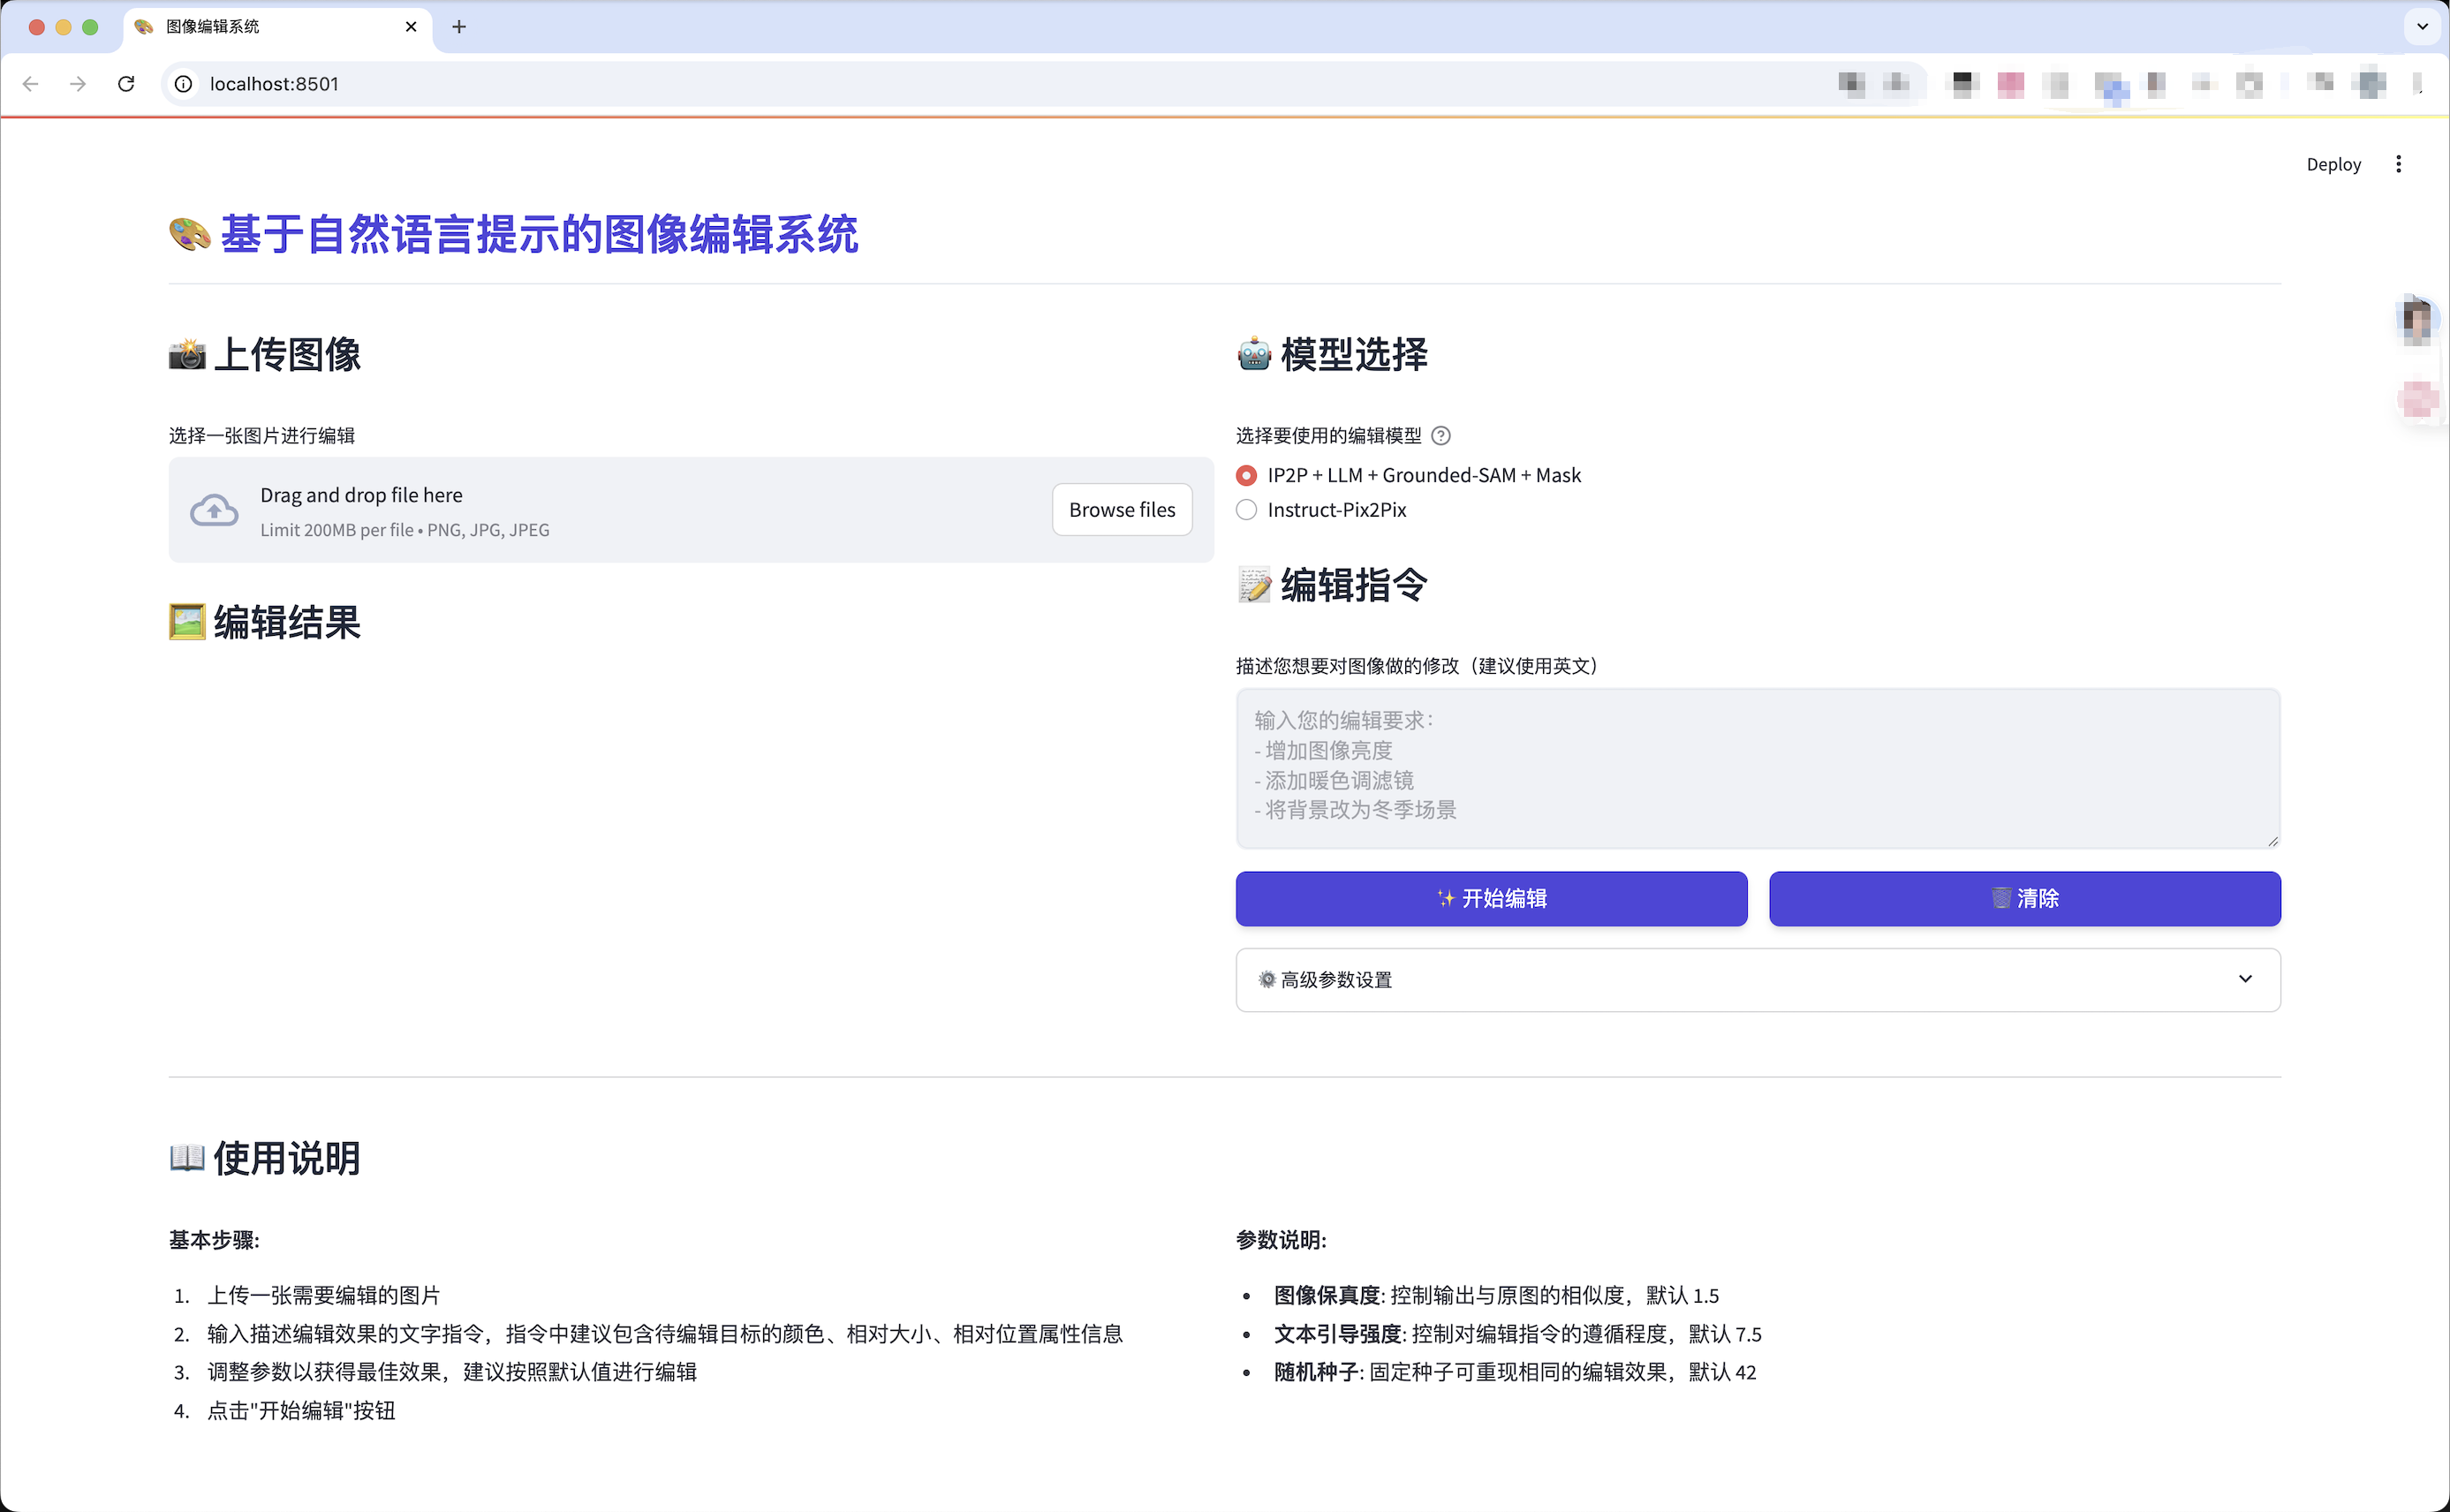 图像编辑系统
localhost:8501
Deploy
基于自然语言提示的图像编辑系统
上传图像
选择一张图片进行编辑
Drag and drop file here
Limit 200MB per file • PNG, JPG, JPEG
Browse files
编辑结果
模型选择
选择要使用的编辑模型
IP2P + LLM + Grounded-SAM + Mask
Instruct-Pix2Pix
编辑指令
描述您想要对图像做的修改（建议使用英文）
输入您的编辑要求：
- 增加图像亮度
- 添加暖色调滤镜
- 将背景改为冬季场景
开始编辑
清除
高级参数设置
使用说明
基本步骤:
1. 上传一张需要编辑的图片
2. 输入描述编辑效果的文字指令，指令中建议包含待编辑目标的颜色、相对大小、相对位置属性信息
3. 调整参数以获得最佳效果，建议按照默认值进行编辑
4. 点击"开始编辑"按钮
参数说明:
• 图像保真度: 控制输出与原图的相似度，默认 1.5
• 文本引导强度: 控制对编辑指令的遵循程度，默认 7.5
• 随机种子: 固定种子可重现相同的编辑效果，默认 42